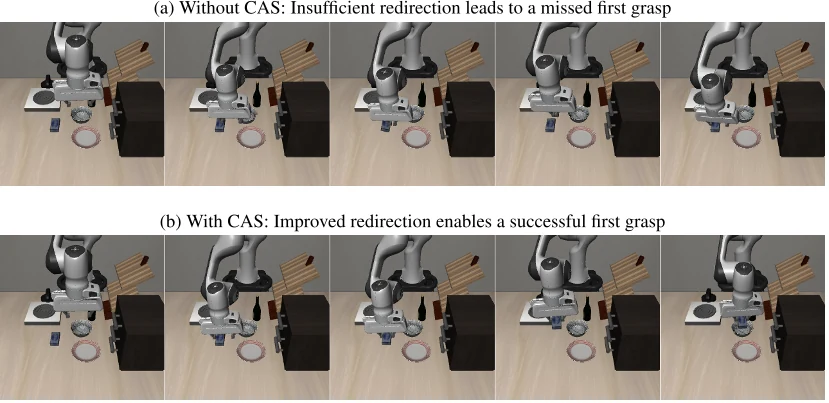 (a) Without CAS: Insufficient redirection leads to a missed first grasp
(b) With CAS: Improved redirection enables a successful first grasp